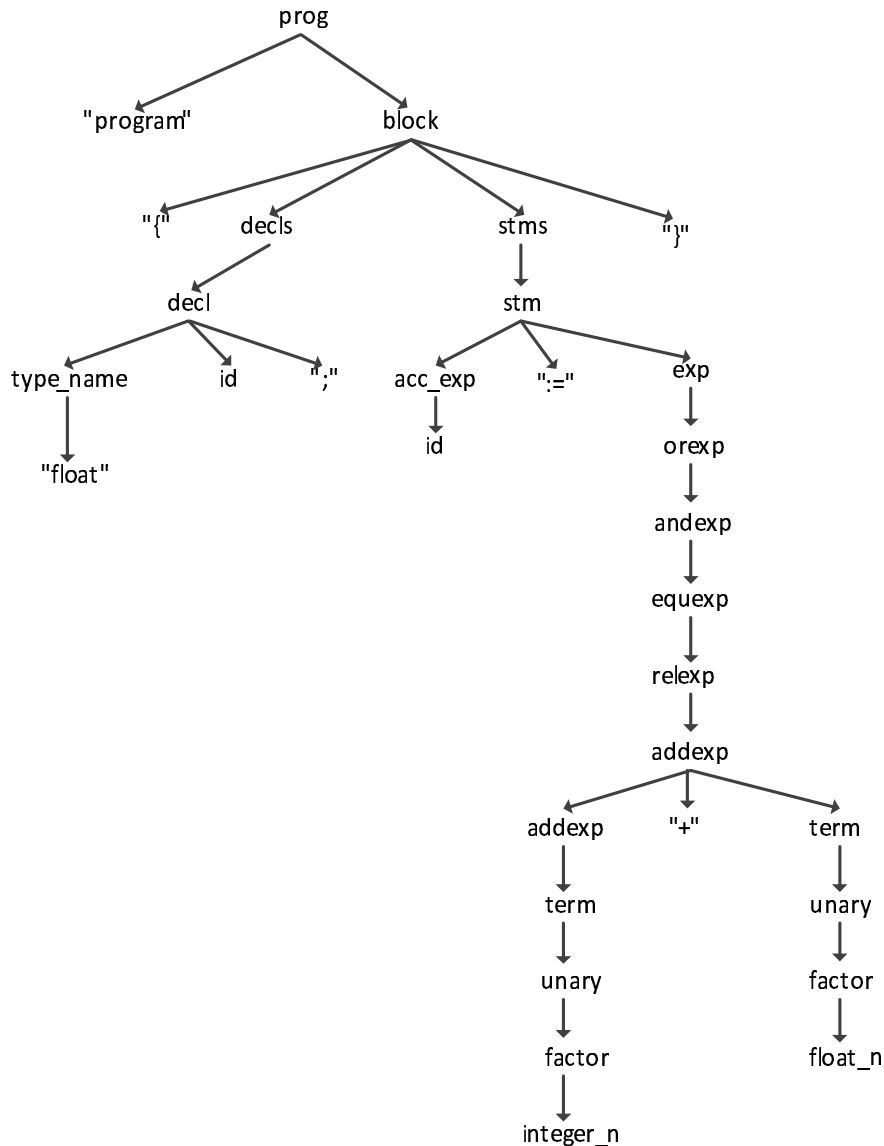 prog
"program" block
"{" decls stms "}"
decl stm
type_name id ";" acc_exp ":=" exp
id orexp
"float"
andexp
equexp
relexp
addexp
addexp "+" term
term unary
unary factor
factor float_n
integer_n